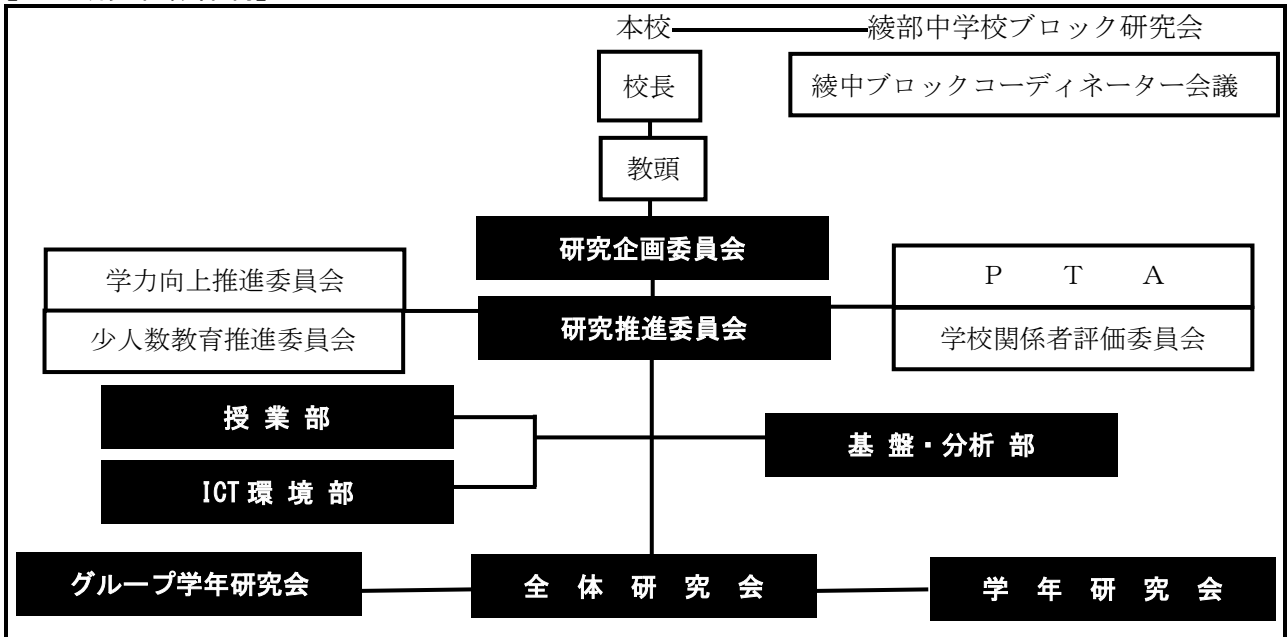 本校 綾部中学校ブロック研究会
校長
綾中ブロックコーディネーター会議
教頭
研究企画委員会
学力向上推進委員会
P T A
研究推進委員会
少人数教育推進委員会
学校関係者評価委員会
授 業 部
基 盤・分析 部
ICT 環 境 部
グループ学年研究会
全 体 研 究 会
学 年 研 究 会